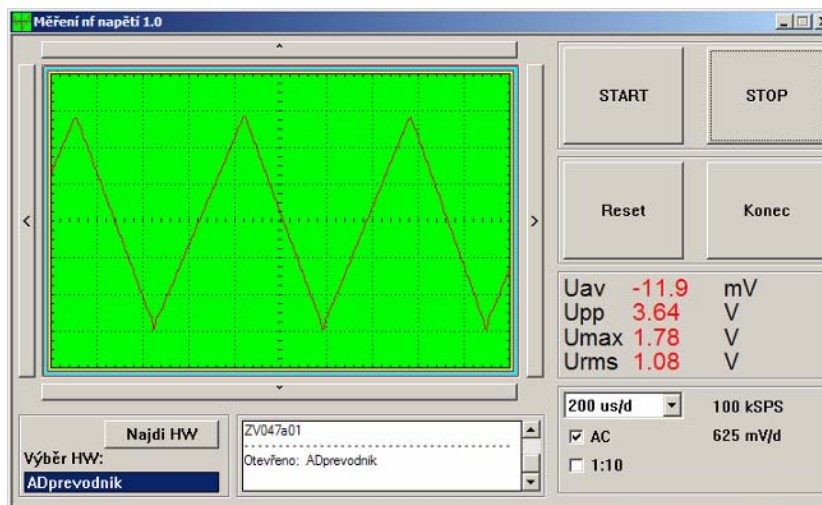 Měření nf napětí 1.0
START
STOP
Reset
Konec
Uav -11.9 mV
Upp 3.64 V
Umax 1.78 V
Urms 1.08 V
200 us/d
100 kSPS
AC
625 mV/d
1:10
Najdi HW
Výběr HW:
ADprevodnik
ZV047a01
Otevřeno: ADprevodnik